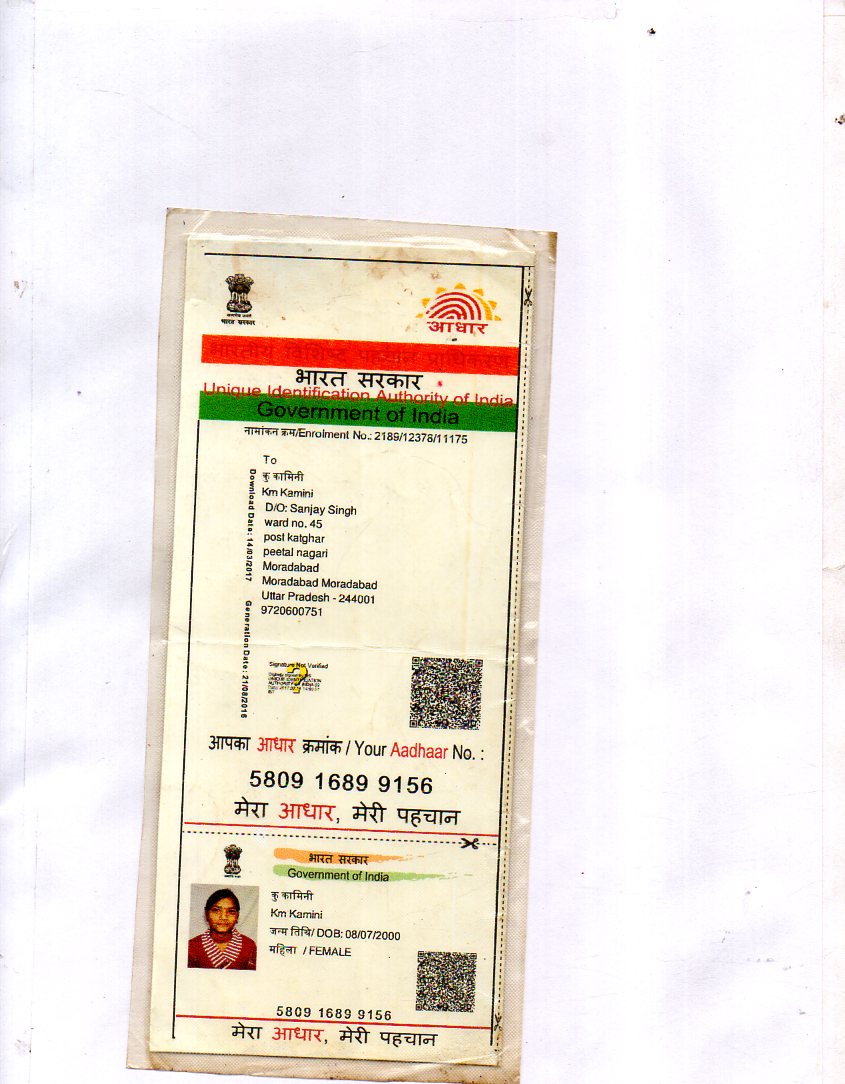 भारत सरकार
आधार
भारतीय विशिष्ट पहचान प्राधिकरण
भारत सरकार
Unique Identification Authority of India
Government of India
नामांकन क्रम/Enrolment No.: 2189/12378/11175
To
कु कामिनी
Km Kamini
D/O: Sanjay Singh
ward no. 45
post katghar
peetal nagari
Moradabad
Moradabad Moradabad
Uttar Pradesh - 244001
9720600751
Download Date: 14/03/2017
Generation Date: 21/08/2016
Signature Not Verified
आपका आधार क्रमांक / Your Aadhaar No. :
5809 1689 9156
मेरा आधार, मेरी पहचान
भारत सरकार
Government of India
कु कामिनी
Km Kamini
जन्म तिथि/ DOB: 08/07/2000
महिला / FEMALE
5809 1689 9156
मेरा आधार, मेरी पहचान